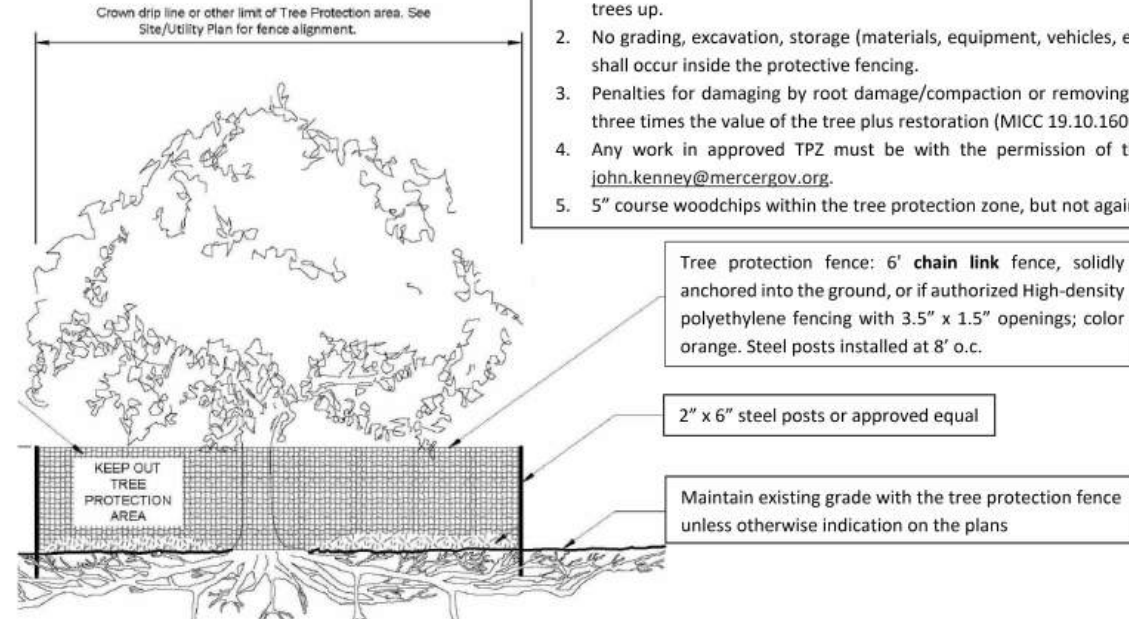 Crown drip line or other limit of Tree Protection area. See
Site/Utility Plan for fence alignment.
trees up.
2. No grading, excavation, storage (materials, equipment, vehicles, e
shall occur inside the protective fencing.
3. Penalties for damaging by root damage/compaction or removing
three times the value of the tree plus restoration (MICC 19.10.160
4. Any work in approved TPZ must be with the permission of t
john.kenney@mercergov.org.
5. 5” course woodchips within the tree protection zone, but not again
Tree protection fence: 6' chain link fence, solidly
anchored into the ground, or if authorized High-density
polyethylene fencing with 3.5” x 1.5” openings; color
orange. Steel posts installed at 8’ o.c.
2” x 6” steel posts or approved equal
KEEP OUT
TREE
PROTECTION
AREA
Maintain existing grade with the tree protection fence
unless otherwise indication on the plans